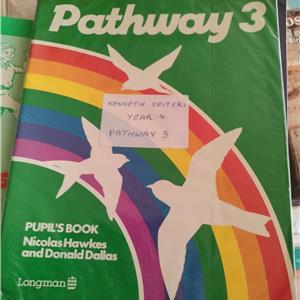 Pathway 3
KENNETH SPITERI
YEAR 4
PATHWAY 3
PUPIL'S BOOK
Nicolas Hawkes
and Donald Dallas
Longman